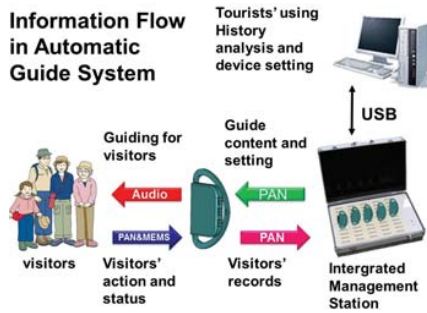 Information Flow
in Automatic
Guide System
Tourists' using
History
analysis and
device setting
USB
Guiding for
visitors
Guide
content and
setting
Audio
PAN
PAN&MEMS
PAN
visitors
Visitors'
action and
status
Visitors'
records
Intergrated
Management
Station